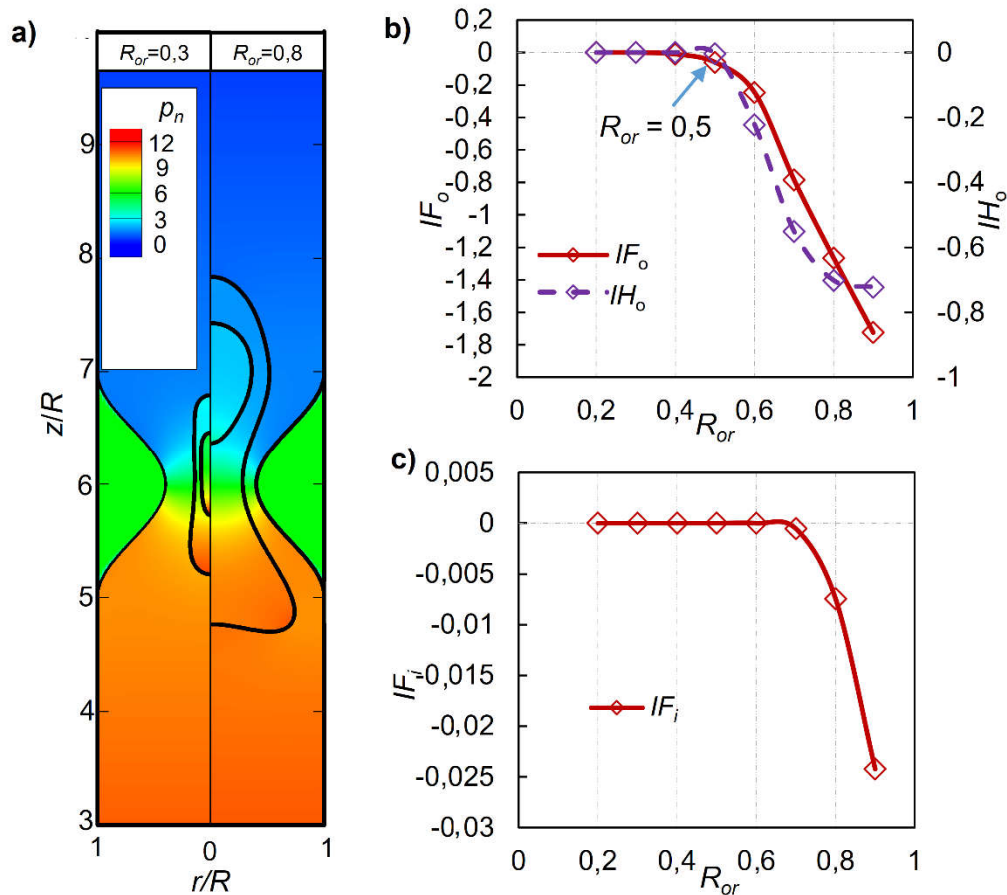 a)
R_or=0,3 R_or=0,8
p_n
12
9
6
3
0
9
8
7
6
5
4
3
z/R
1 0 1
r/R
b)
0,2
0
-0,2
-0,4
-0,6
-0,8
-1
-1,2
-1,4
-1,6
-1,8
-2
IF_o
R_or = 0,5
IF_o
IH_o
0
-0,2
-0,4
-0,6
-0,8
-1
IH_o
0 0,2 0,4 0,6 0,8 1
R_or
c)
0,005
0
-0,005
-0,01
-0,015
-0,02
-0,025
-0,03
IF_i
IF_i
0 0,2 0,4 0,6 0,8 1
R_or